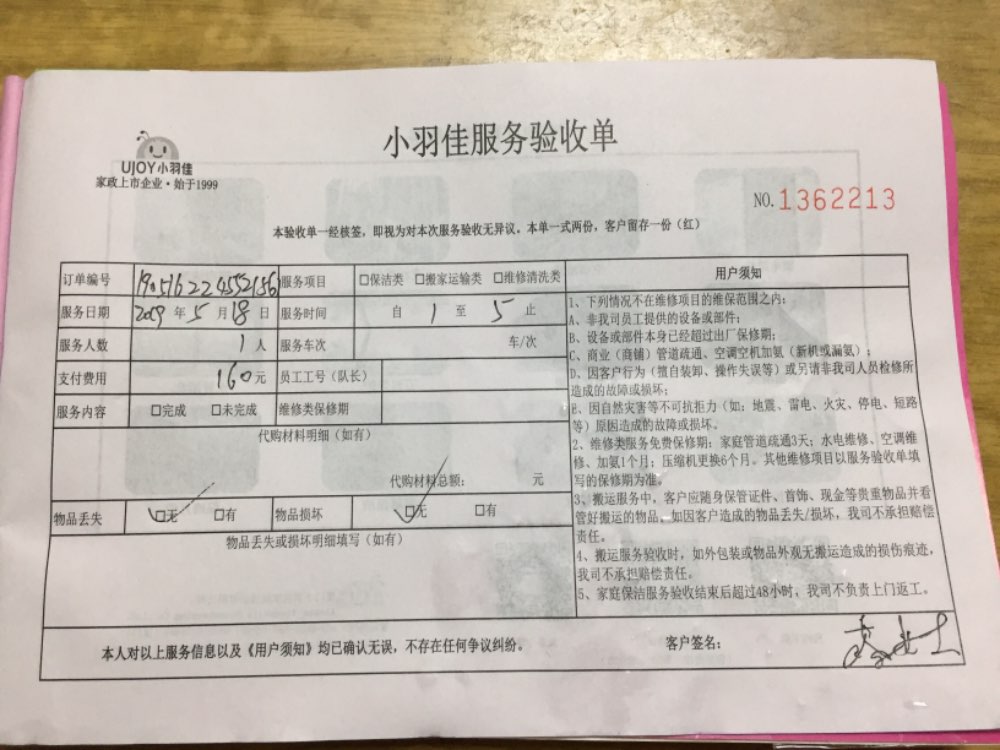 小羽佳服务验收单
UJOY小羽佳
家政上市企业·始于1999
NO.1362213
本验收单一经核签，即视为对本次服务验收无异议。本单一式两份，客户留存一份（红）
订单编号 服务项目 □保洁类 □搬家运输类 □维修清洗类
服务日期 2019 年 5 月 18 日 服务时间 自 1 至 5 止
服务人数 1 人 服务车次 车/次
支付费用 160 元 员工工号（队长）
服务内容 □完成 □未完成 维修类保修期
代购材料明细（如有）
代购材料总额： 元
物品丢失 □无 □有 物品损坏 □无 □有
物品丢失或损坏明细填写（如有）
用户须知
1、下列情况不在维修项目的维保范围之内：
A、非我司员工提供的设备或部件；
B、设备或部件本身已经超过出厂保修期；
C、商业（商铺）管道疏通、空调空机加氨（新机或漏氨）；
D、因客户行为（擅自装卸、操作失误等）或另请非我司人员检修所
造成的故障或损坏；
E、因自然灾害等不可抗拒力（如：地震、雷电、火灾、停电、短路
等）原因造成的故障或损坏。
2、维修类服务免费保修期：家庭管道疏通3天；水电维修、空调维
修、加氨1个月；压缩机更换6个月。其他维修项目以服务验收单填
写的保修期为准。
3、搬运服务中，客户应随身保管证件、首饰、现金等贵重物品并看
管好搬运的物品，如因客户造成的物品丢失/损坏，我司不承担赔偿
责任。
4、搬运服务验收时，如外包装或物品外观无搬运造成的损伤痕迹，
我司不承担赔偿责任。
5、家庭保洁服务验收结束后超过48小时，我司不负责上门返工。
本人对以上服务信息以及《用户须知》均已确认无误，不存在任何争议纠纷。 客户签名：